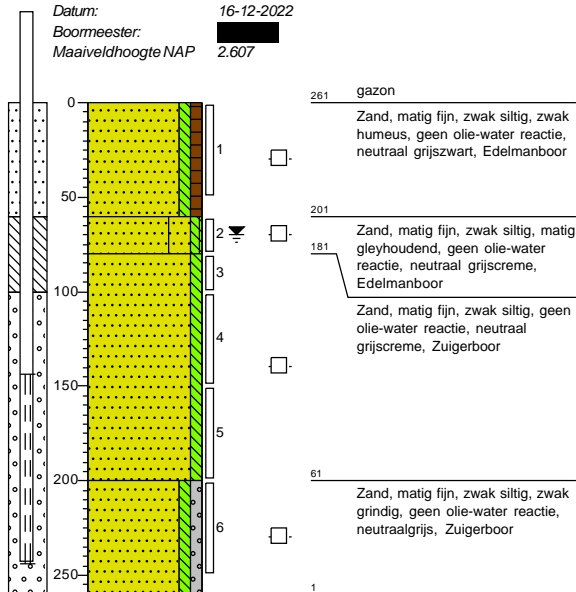 Datum: 16-12-2022
Boormeester:
Maaiveldhoogte NAP 2.607
0
50
100
150
200
250
1
2
3
4
5
6
261 gazon
Zand, matig fijn, zwak siltig, zwak
humeus, geen olie-water reactie,
neutraal grijszwart, Edelmanboor
201
Zand, matig fijn, zwak siltig, matig
gleyhoudend, geen olie-water
reactie, neutraal grijscreme,
Edelmanboor
181
Zand, matig fijn, zwak siltig, geen
olie-water reactie, neutraal
grijscreme, Zuigerboor
61
Zand, matig fijn, zwak siltig, zwak
grindig, geen olie-water reactie,
neutraalgrijs, Zuigerboor
1